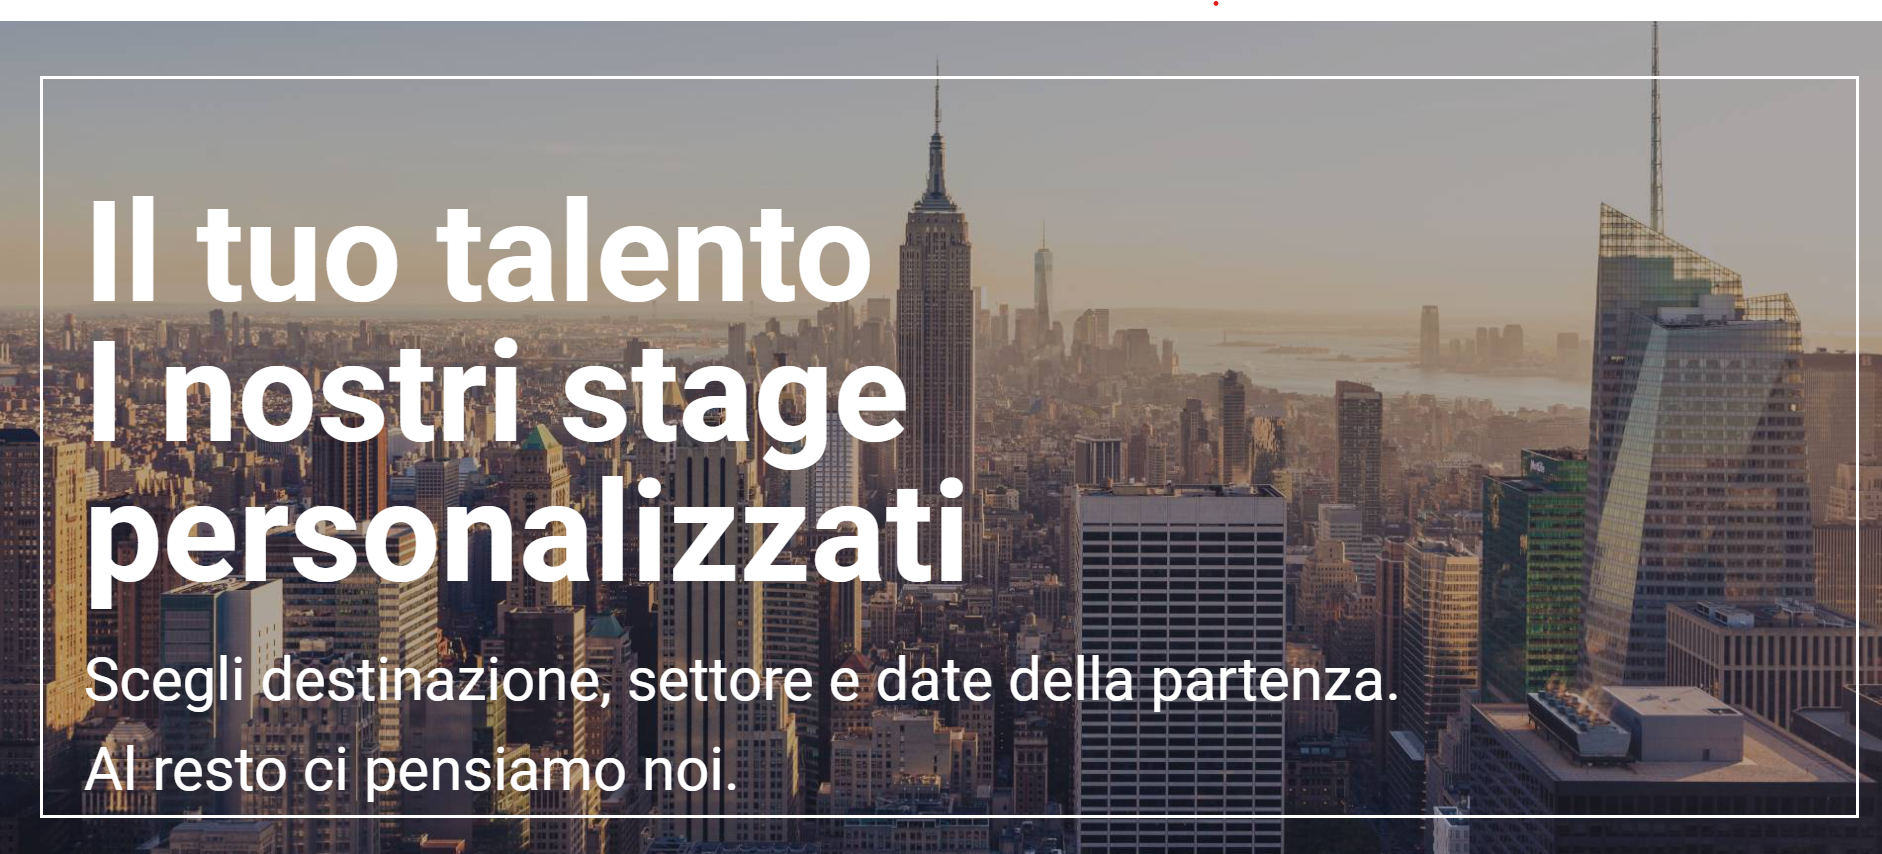 Il tuo talento
I nostri stage
personalizzati
Scegli destinazione, settore e date della partenza.
Al resto ci pensiamo noi.